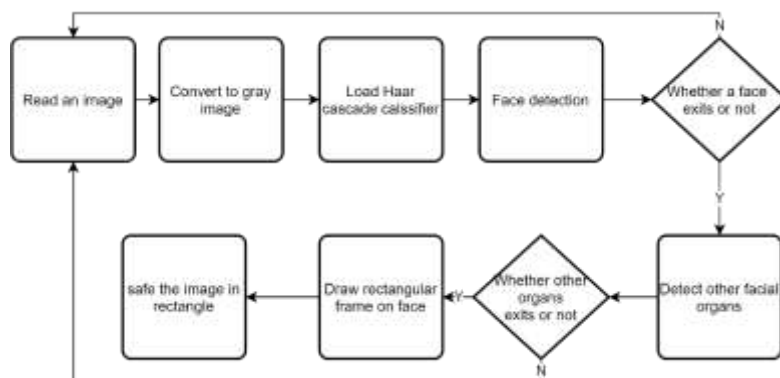 N
Read an image
Convert to gray
image
Load Haar
cascade calssifier
Face detection
Whether a face
exits or not
Y
safe the image in
rectangle
Draw rectangular
frame on face
Y
Whether other
organs
exits or not
Detect other facial
organs
N